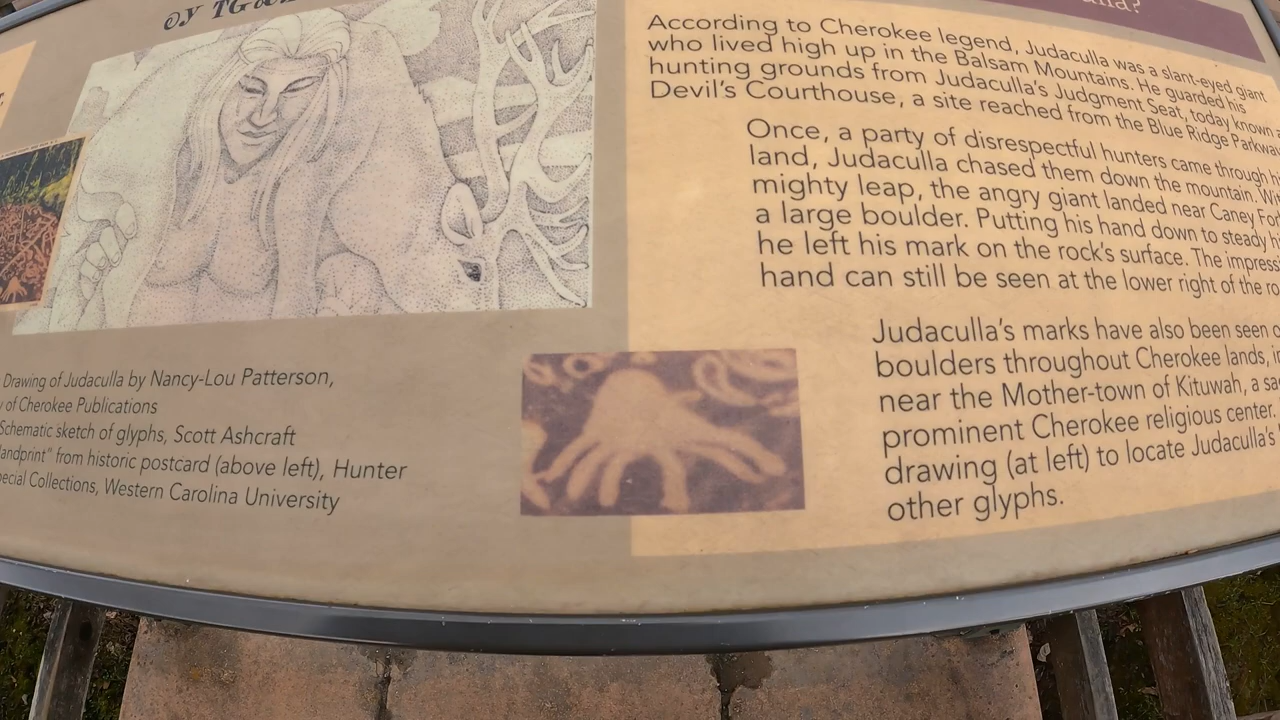 According to Cherokee legend, Judaculla was a slant-eyed giant
who lived high up in the Balsam Mountains. He guarded his
hunting grounds from Judaculla's Judgment Seat, today known
Devil's Courthouse, a site reached from the Blue Ridge Parkway
Once, a party of disrespectful hunters came through
land, Judaculla chased them down the mountain.
mighty leap, the angry giant landed near Caney
a large boulder. Putting his hand down to steady
he left his mark on the rock's surface. The
hand can still be seen at the lower right of the
Judaculla's marks have also been seen
boulders throughout Cherokee lands,
near the Mother-town of Kituwah, a
prominent Cherokee religious center.
drawing (at left) to locate Judaculla's
other glyphs.
Drawing of Judaculla by Nancy-Lou Patterson,
of Cherokee Publications
Schematic sketch of glyphs, Scott Ashcraft
from historic postcard (above left), Hunter
Collections, Western Carolina University